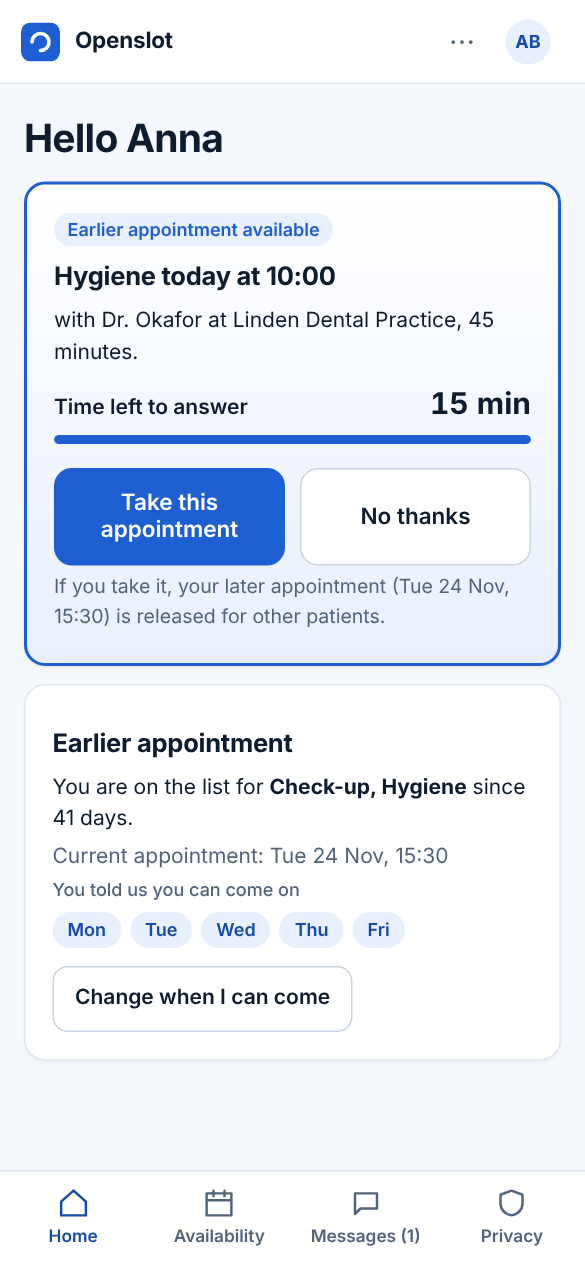 Openslot
... AB
Hello Anna
Earlier appointment available
Hygiene today at 10:00
with Dr. Okafor at Linden Dental Practice, 45
minutes.
Time left to answer 15 min
Take this
appointment
No thanks
If you take it, your later appointment (Tue 24 Nov,
15:30) is released for other patients.
Earlier appointment
You are on the list for Check-up, Hygiene since
41 days.
Current appointment: Tue 24 Nov, 15:30
You told us you can come on
Mon Tue Wed Thu Fri
Change when I can come
Home Availability Messages (1) Privacy